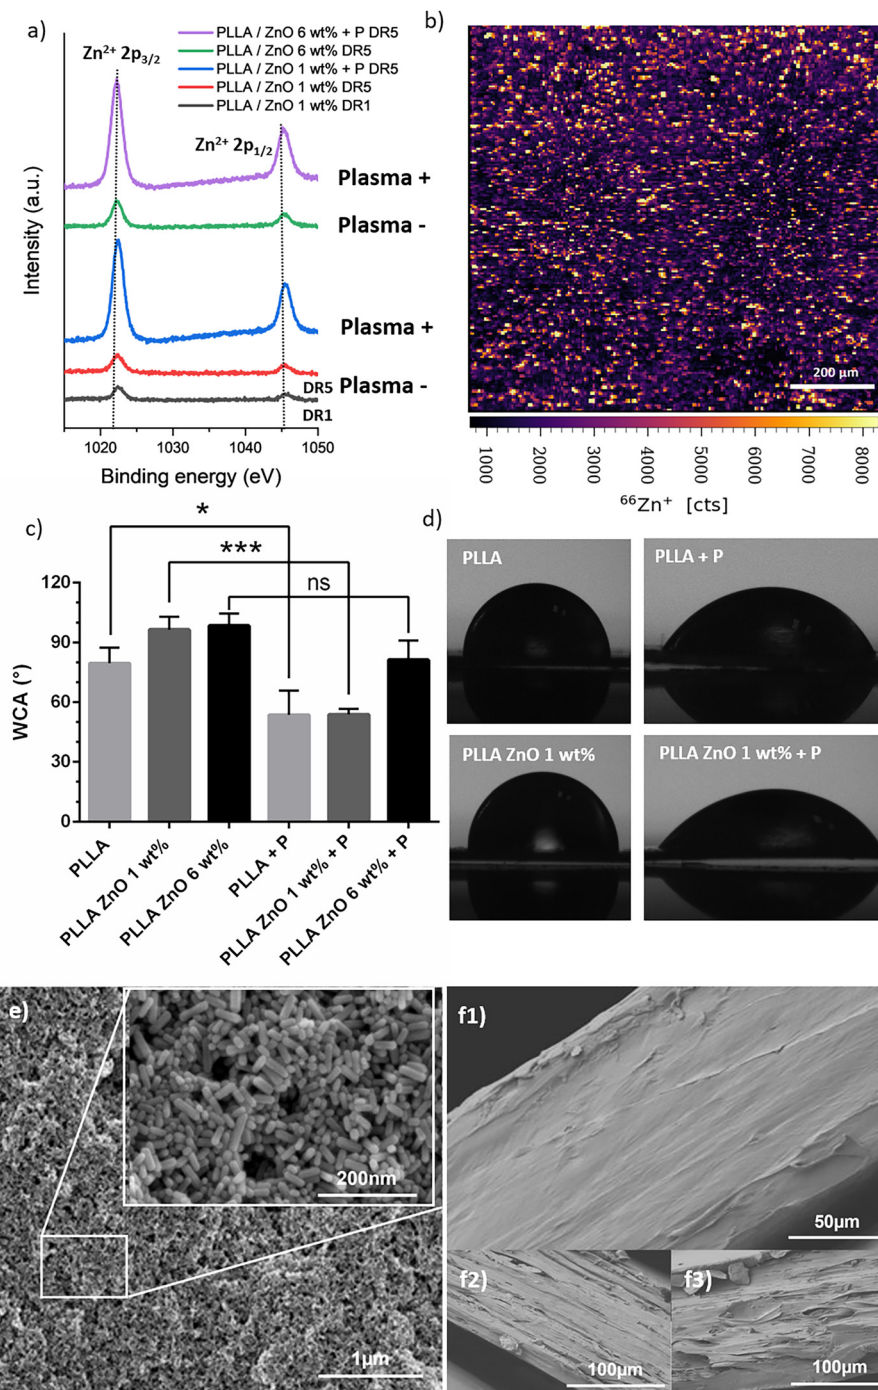 a)
PLLA / ZnO 6 wt% + P DR5
PLLA / ZnO 6 wt% DR5
PLLA / ZnO 1 wt% + P DR5
PLLA / ZnO 1 wt% DR5
PLLA / ZnO 1 wt% DR1
Zn²⁺ 2p₃/₂
Zn²⁺ 2p₁/₂
Plasma +
Plasma -
Plasma +
DR5
Plasma -
DR1
Intensity (a.u.)
1020 1030 1040 1050
Binding energy (eV)
b)
200 µm
1000 2000 3000 4000 5000 6000 7000 8000
⁶⁶Zn⁺ [cts]
c)
*
***
ns
120
90
60
30
0
WCA (°)
PLLA
PLLA ZnO 1 wt%
PLLA ZnO 6 wt%
PLLA + P
PLLA ZnO 1 wt% + P
PLLA ZnO 6 wt% + P
d)
PLLA
PLLA + P
PLLA ZnO 1 wt%
PLLA ZnO 1 wt% + P
e)
200nm
1µm
f1)
50µm
f2)
100µm
f3)
100µm